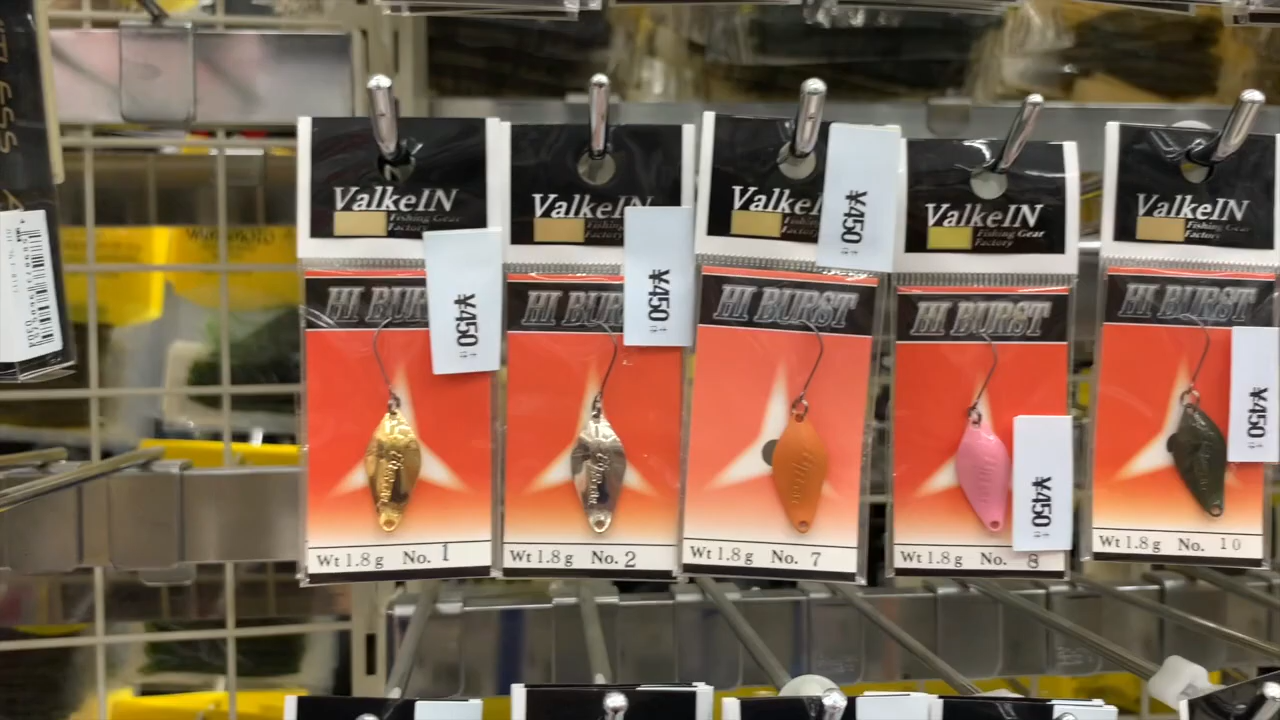 ValkeIN
Fishing Gear
Factory
¥450
HI BURST
Wt 1.8g No. 1
ValkeIN
Fishing
Factory
¥450
HI BURST
Wt 1.8g No. 2
ValkeIN
Factory
¥450
HI BURST
Wt 1.8g No. 7
ValkeIN
Fishing Gear
Factory
HI BURST
¥450
Wt 1.8g No. 8
ValkeIN
Fishing Gear
Factory
HI BURST
¥450
Wt 1.8g No. 10